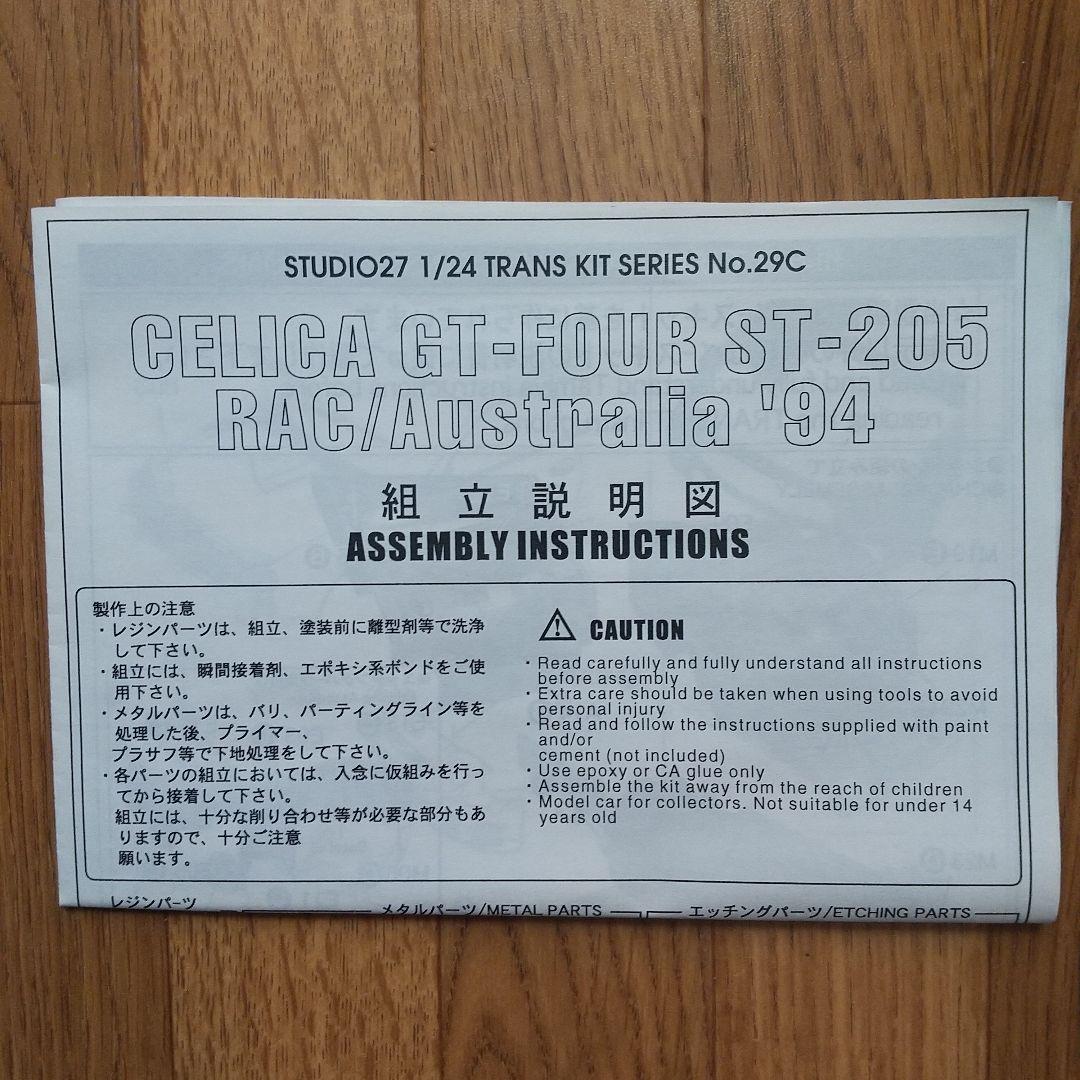 STUDIO27 1/24 TRANS KIT SERIES No.29C
CELICA GT-FOUR ST-205
RAC/Australia '94
組立説明図
ASSEMBLY INSTRUCTIONS
製作上の注意
・レジンパーツは、組立、塗装前に離型剤等で洗浄
して下さい。
・組立には、瞬間接着剤、エポキシ系ボンドをご使
用下さい。
・メタルパーツは、バリ、パーティングライン等を
処理した後、プライマー、
プラサフ等で下地処理をして下さい。
・各パーツの組立においては、入念に仮組みを行っ
てから接着して下さい。
組立には、十分な削り合わせ等が必要な部分もあ
りますので、十分ご注意
願います。
CAUTION
・Read carefully and fully understand all instructions
before assembly
・Extra care should be taken when using tools to avoid
personal injury
・Read and follow the instructions supplied with paint
and/or
cement (not included)
・Use epoxy or CA glue only
・Assemble the kit away from the reach of children
・Model car for collectors. Not suitable for under 14
years old
レジンパーツ
メタルパーツ/METAL PARTS
エッチングパーツ/ETCHING PARTS